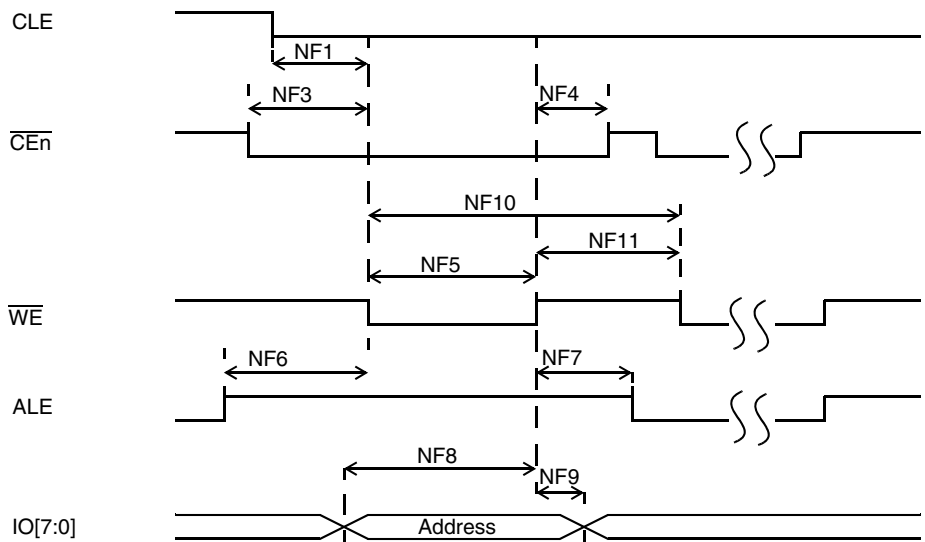 CLE
NF1
NF3
NF4
CEn
NF10
NF11
NF5
WE
NF6
NF7
ALE
NF8
NF9
IO[7:0]
Address